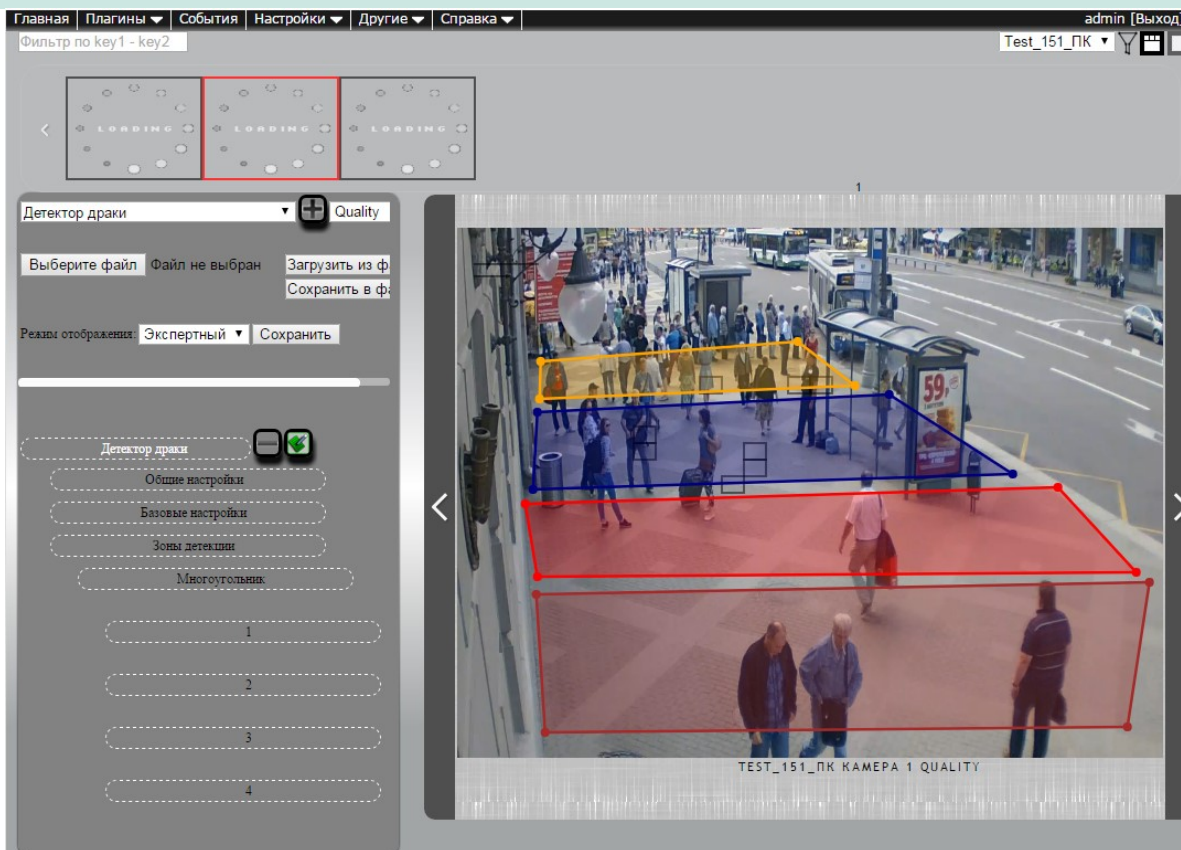 Главная Плагины События Настройки Другие Справка admin [Выход]
Фильтр по key1 - key2 Test_151_ПК
LOADING LOADING LOADING
1
Детектор драки Quality
Выберите файл Файл не выбран Загрузить из ф
Сохранить в фа
Режим отображения: Экспертный Сохранить
Детектор драки
Общие настройки
Базовые настройки
Зоны детекции
Многоугольник
1
2
3
4
59
TEST_151_ПК КАМЕРА 1 QUALITY